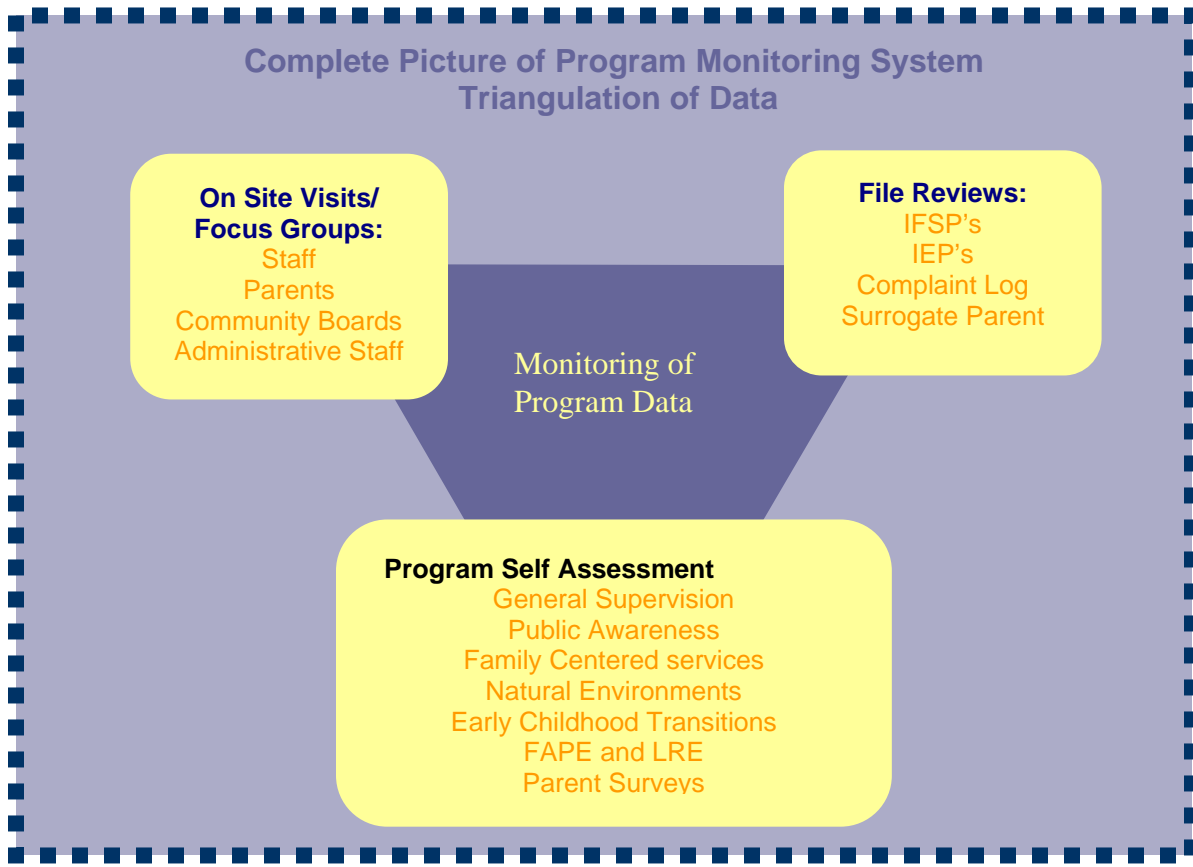 Complete Picture of Program Monitoring System
Triangulation of Data
On Site Visits/
Focus Groups:
Staff
Parents
Community Boards
Administrative Staff
File Reviews:
IFSP's
IEP's
Complaint Log
Surrogate Parent
Monitoring of
Program Data
Program Self Assessment
General Supervision
Public Awareness
Family Centered services
Natural Environments
Early Childhood Transitions
FAPE and LRE
Parent Surveys